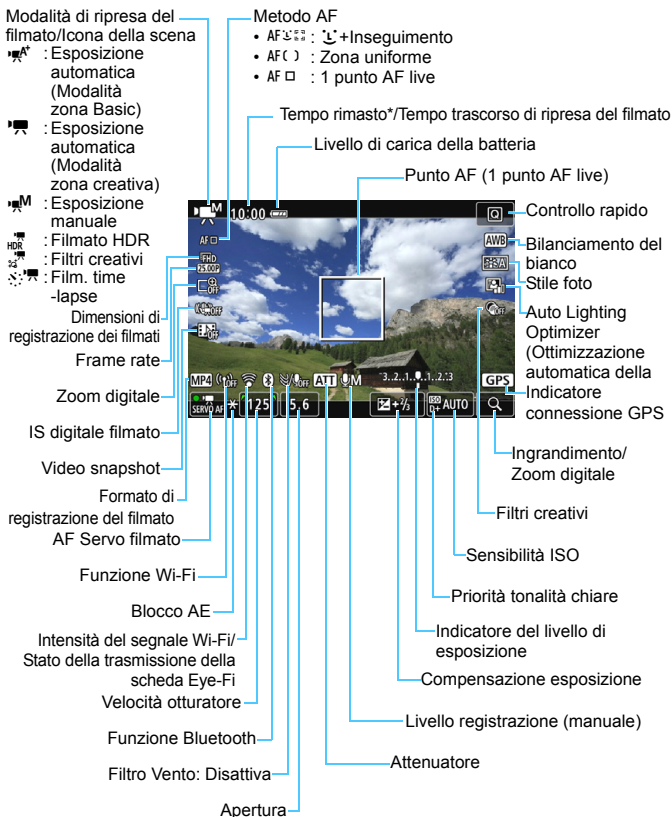 Modalità di ripresa del
filmato/Icona della scena
A+ : Esposizione
automatica
(Modalità
zona Basic)
: Esposizione
automatica
(Modalità
zona creativa)
M : Esposizione
manuale
HDR : Filmato HDR
: Filtri creativi
: Film. time
-lapse
Metodo AF
• AF : +Inseguimento
• AF ( ) : Zona uniforme
• AF □ : 1 punto AF live
Tempo rimasto*/Tempo trascorso di ripresa del filmato
Livello di carica della batteria
Punto AF (1 punto AF live)
M 10:00
Q
AF □
AWB
FHD
25.00P
OFF
OFF
OFF
OFF
MP4 OFF OFF ATT M 3..2..1..1..2..:3 GPS
SERVO AF 125 5.6 +2/3 ISO D+ AUTO
Controllo rapido
Bilanciamento del
bianco
Stile foto
Auto Lighting
Optimizer
(Ottimizzazione
automatica della
Indicatore
connessione GPS
Ingrandimento/
Zoom digitale
Filtri creativi
Sensibilità ISO
Priorità tonalità chiare
Indicatore del livello di
esposizione
Compensazione esposizione
Livello registrazione (manuale)
Attenuatore
Dimensioni di
registrazione dei filmati
Frame rate
Zoom digitale
IS digitale filmato
Video snapshot
Formato di
registrazione del filmato
AF Servo filmato
Funzione Wi-Fi
Blocco AE
Intensità del segnale Wi-Fi/
Stato della trasmissione della
scheda Eye-Fi
Velocità otturatore
Funzione Bluetooth
Filtro Vento: Disattiva
Apertura